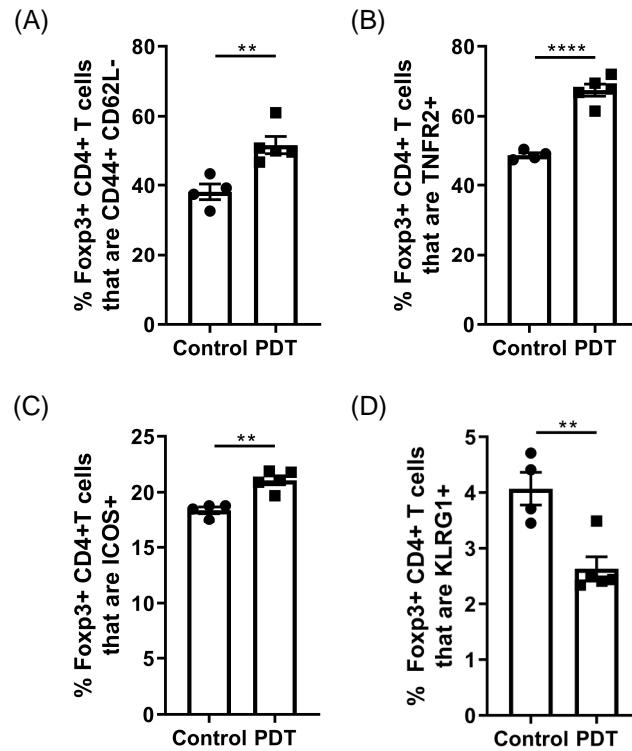 (A)
% Foxp3+ CD4+ T cells
that are CD44+ CD62L-
80
60
40
20
0
**
Control PDT
(B)
% Foxp3+ CD4+ T cells
that are TNFR2+
80
60
40
20
0
****
Control PDT
(C)
% Foxp3+ CD4+T cells
that are ICOS+
25
20
15
10
5
0
**
Control PDT
(D)
% Foxp3+ CD4+ T cells
that are KLRG1+
5
4
3
2
1
0
**
Control PDT